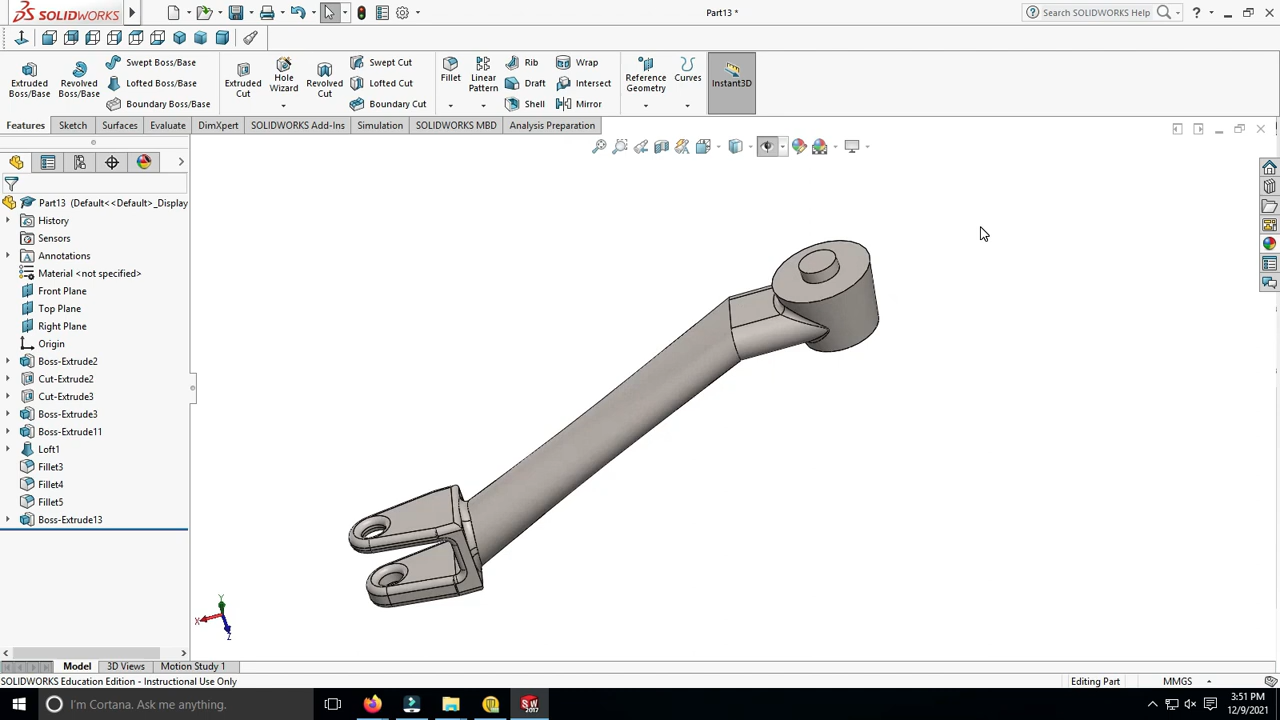 SOLIDWORKS
Part13 *
Search SOLIDWORKS Help
Extruded Boss/Base
Revolved Boss/Base
Swept Boss/Base
Lofted Boss/Base
Boundary Boss/Base
Extruded Cut
Hole Wizard
Revolved Cut
Swept Cut
Lofted Cut
Boundary Cut
Fillet
Linear Pattern
Rib
Draft
Shell
Wrap
Intersect
Mirror
Reference Geometry
Curves
Instant3D
Features Sketch Surfaces Evaluate DimXpert SOLIDWORKS Add-Ins Simulation SOLIDWORKS MBD Analysis Preparation
Part13 (Default<<Default>_Display
History
Sensors
Annotations
Material <not specified>
Front Plane
Top Plane
Right Plane
Origin
Boss-Extrude2
Cut-Extrude2
Cut-Extrude3
Boss-Extrude3
Boss-Extrude11
Loft1
Fillet3
Fillet4
Fillet5
Boss-Extrude13
Y
X
Z
Model 3D Views Motion Study 1
SOLIDWORKS Education Edition - Instructional Use Only
Editing Part
MMGS
I'm Cortana. Ask me anything.
SW
2017
3:51 PM
12/9/2021